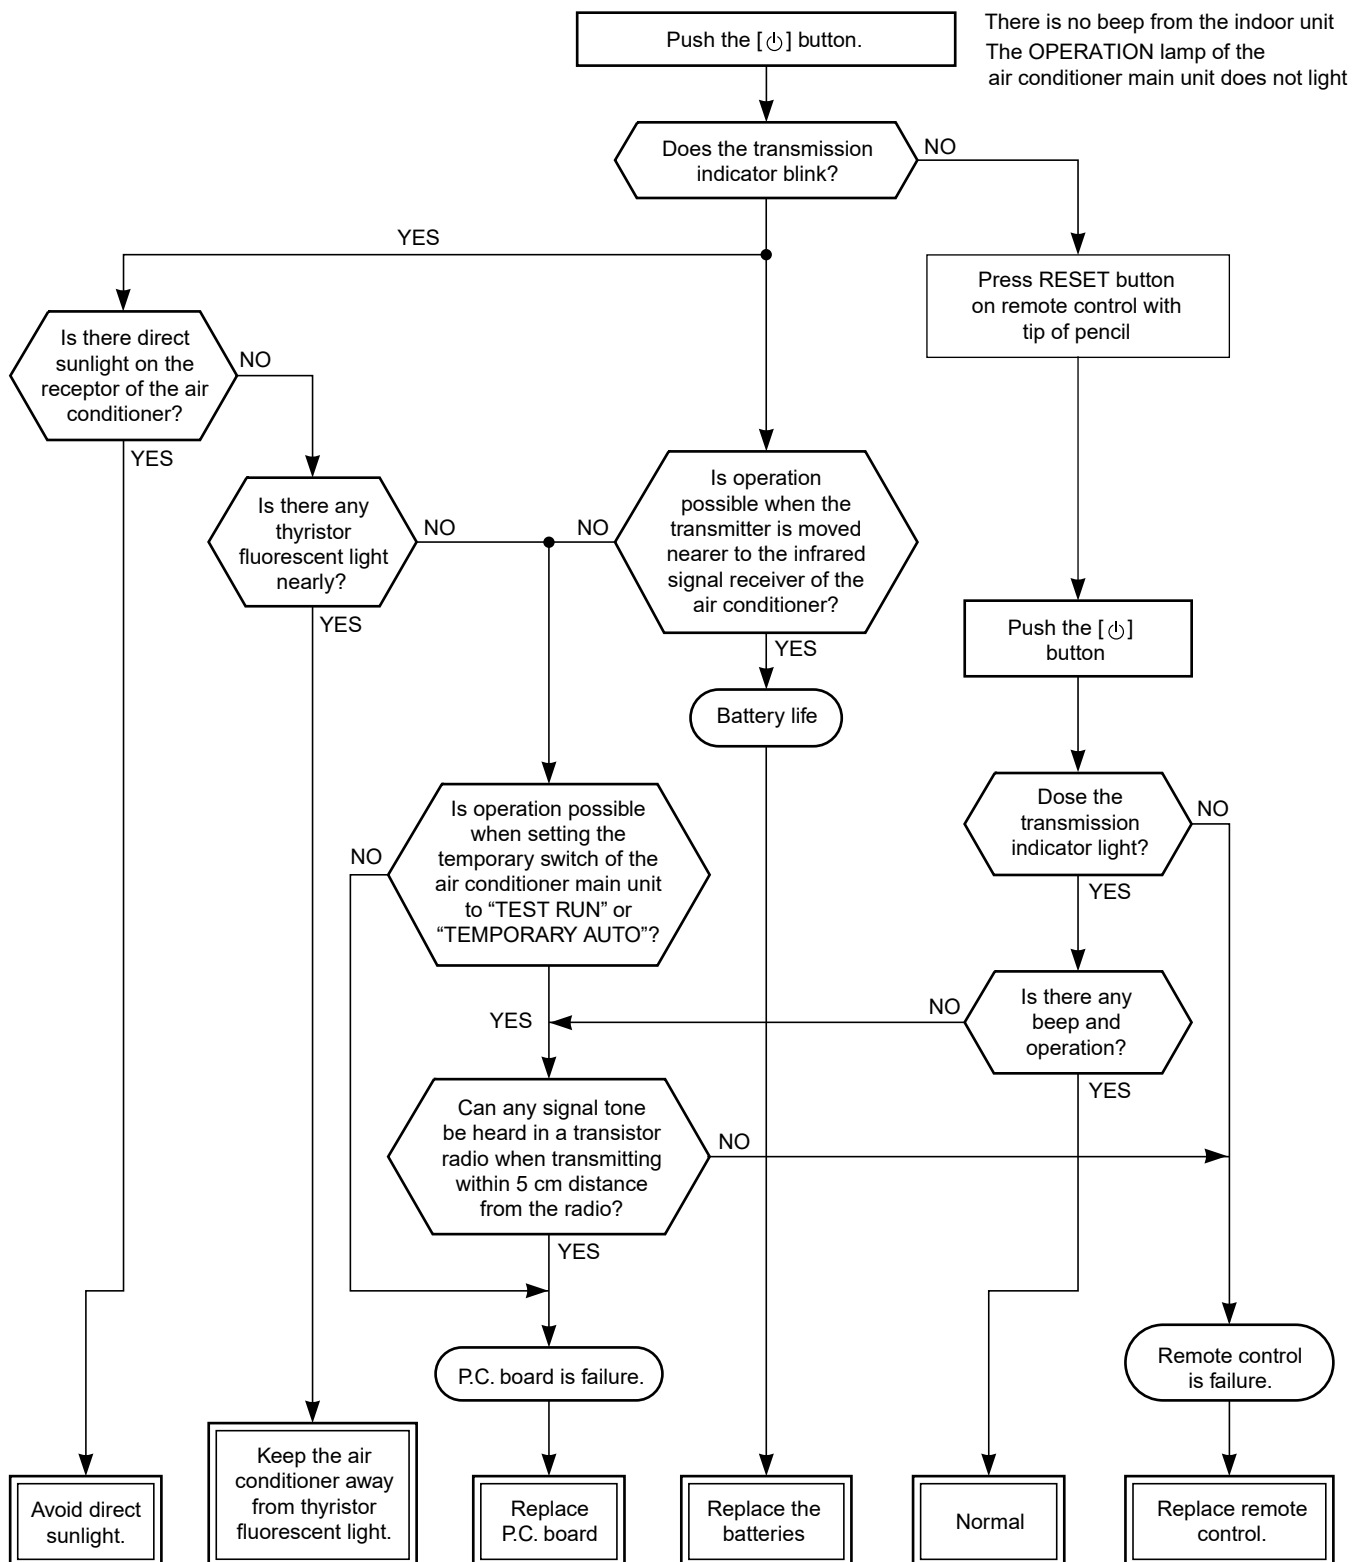 Push the [⏻] button.
There is no beep from the indoor unit
The OPERATION lamp of the
air conditioner main unit does not light
Does the transmission
indicator blink?
NO
YES
Press RESET button
on remote control with
tip of pencil
Is there direct
sunlight on the
receptor of the air
conditioner?
NO
YES
Is there any
thyristor
fluorescent light
nearly?
NO
YES
Is operation
possible when the
transmitter is moved
nearer to the infrared
signal receiver of the
air conditioner?
NO
YES
Push the [⏻]
button
Battery life
Dose the
transmission
indicator light?
NO
YES
Is operation possible
when setting the
temporary switch of the
air conditioner main unit
to “TEST RUN” or
“TEMPORARY AUTO”?
NO
YES
Is there any
beep and
operation?
NO
YES
Can any signal tone
be heard in a transistor
radio when transmitting
within 5 cm distance
from the radio?
NO
YES
P.C. board is failure.
Remote control
is failure.
Avoid direct
sunlight.
Keep the air
conditioner away
from thyristor
fluorescent light.
Replace
P.C. board
Replace the
batteries
Normal
Replace remote
control.